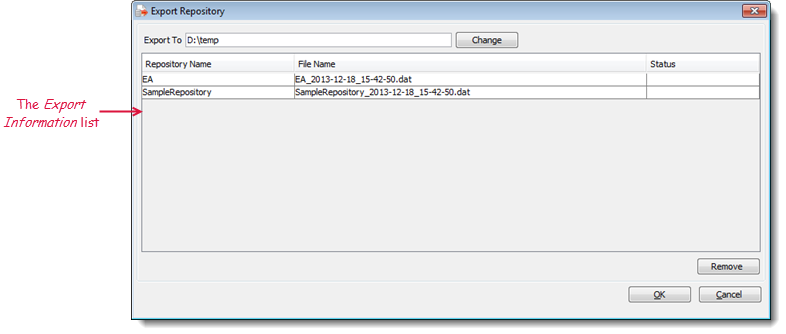 Export Repository
Export To D:\temp Change
Repository Name File Name Status
EA EA_2013-12-18_15-42-50.dat
SampleRepository SampleRepository_2013-12-18_15-42-50.dat
The Export
Information list
Remove
OK Cancel